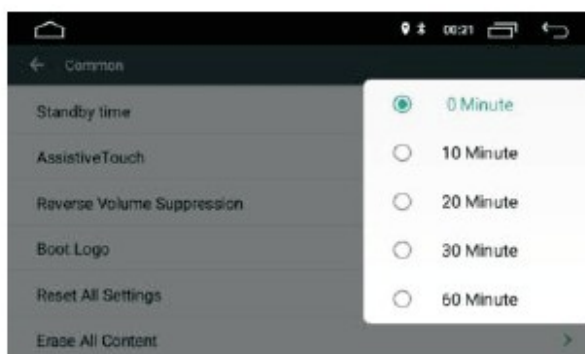 00:21
Common
Standby time
AssistiveTouch
Reverse Volume Suppression
Boot Logo
Reset All Settings
Erase All Content
0 Minute
10 Minute
20 Minute
30 Minute
60 Minute